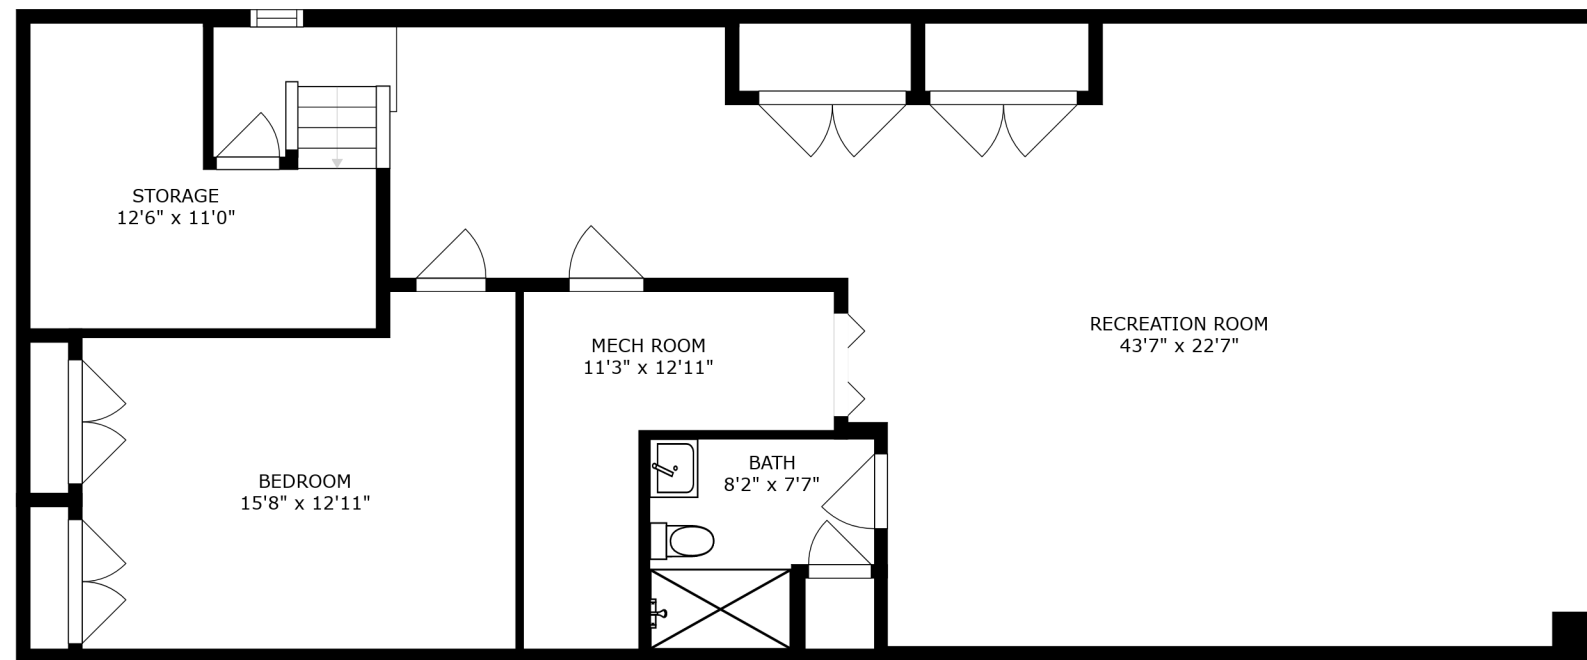 STORAGE
12'6" x 11'0"
MECH ROOM
11'3" x 12'11"
RECREATION ROOM
43'7" x 22'7"
BEDROOM
15'8" x 12'11"
BATH
8'2" x 7'7"